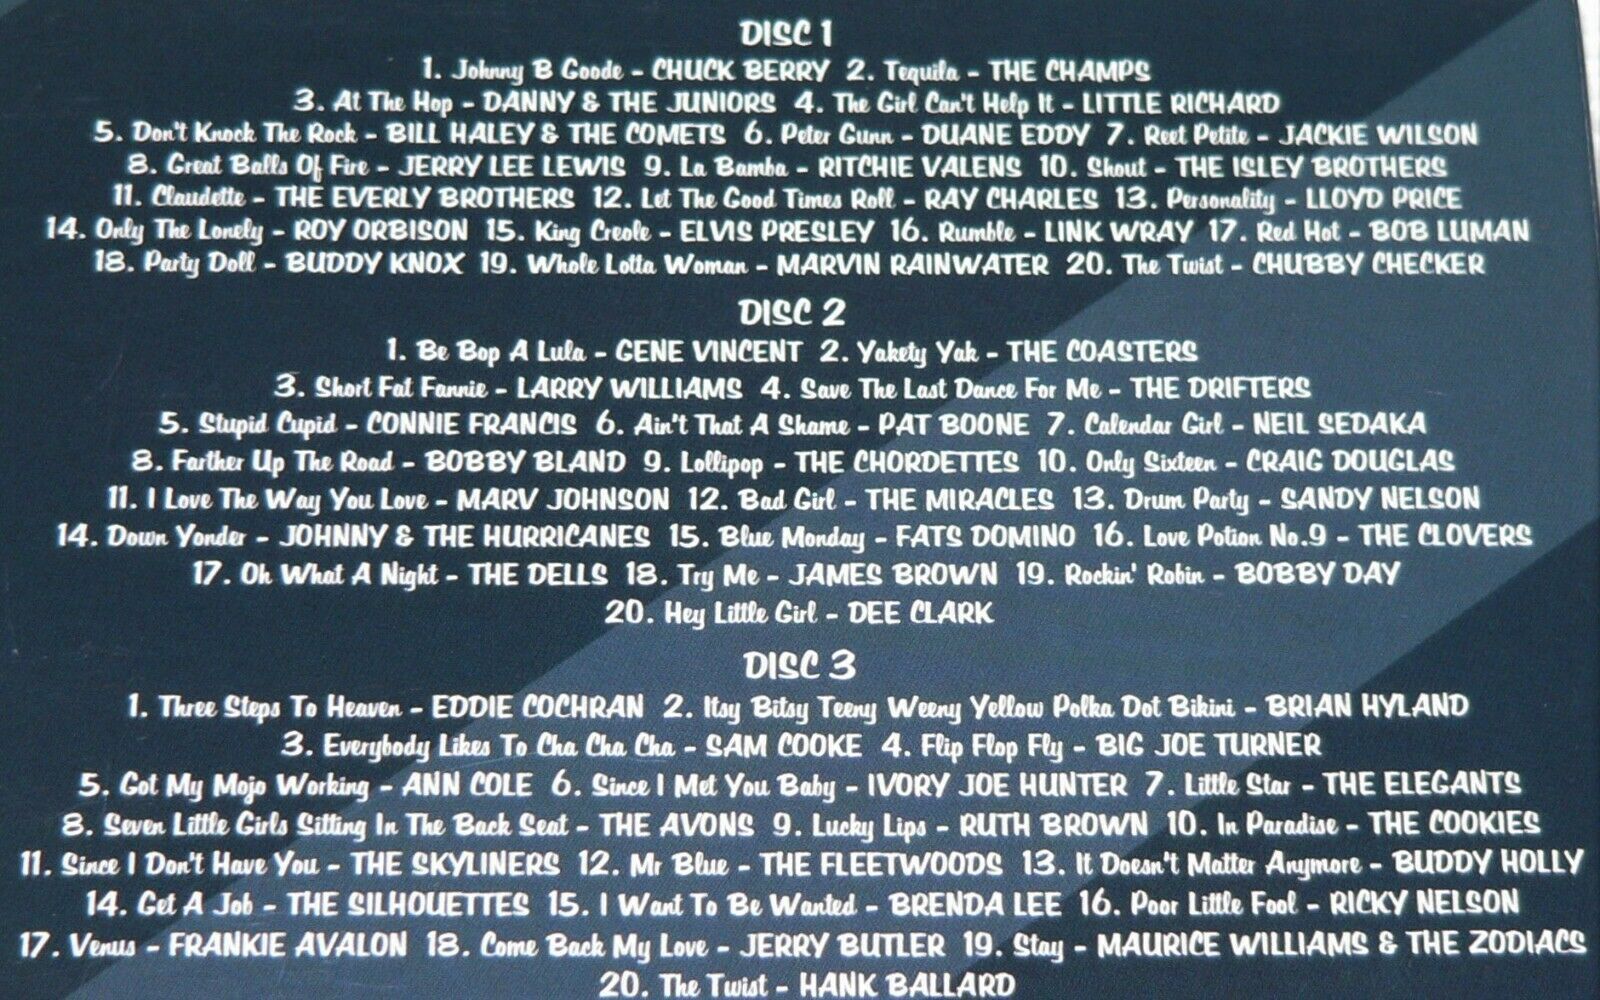 DISC 1
1. Johnny B Goode - CHUCK BERRY 2. Tequila - THE CHAMPS
3. At The Hop - DANNY & THE JUNIORS 4. The Girl Can't Help It - LITTLE RICHARD
5. Don't Knock The Rock - BILL HALEY & THE COMETS 6. Peter Gunn - DUANE EDDY 7. Reet Petite - JACKIE WILSON
8. Great Balls Of Fire - JERRY LEE LEWIS 9. La Bamba - RITCHIE VALENS 10. Shout - THE ISLEY BROTHERS
11. Claudette - THE EVERLY BROTHERS 12. Let The Good Times Roll - RAY CHARLES 13. Personality - LLOYD PRICE
14. Only The Lonely - ROY ORBISON 15. King Creole - ELVIS PRESLEY 16. Rumble - LINK WRAY 17. Red Hot - BOB LUMAN
18. Party Doll - BUDDY KNOX 19. Whole Lotta Woman - MARVIN RAINWATER 20. The Twist - CHUBBY CHECKER
DISC 2
1. Be Bop A Lula - GENE VINCENT 2. Yakety Yak - THE COASTERS
3. Short Fat Fannie - LARRY WILLIAMS 4. Save The Last Dance For Me - THE DRIFTERS
5. Stupid Cupid - CONNIE FRANCIS 6. Ain't That A Shame - PAT BOONE 7. Calendar Girl - NEIL SEDAKA
8. Farther Up The Road - BOBBY BLAND 9. Lollipop - THE CHORDETTES 10. Only Sixteen - CRAIG DOUGLAS
11. I Love The Way You Love - MARV JOHNSON 12. Bad Girl - THE MIRACLES 13. Drum Party - SANDY NELSON
14. Down Yonder - JOHNNY & THE HURRICANES 15. Blue Monday - FATS DOMINO 16. Love Potion No.9 - THE CLOVERS
17. Oh What A Night - THE DELLS 18. Try Me - JAMES BROWN 19. Rockin' Robin - BOBBY DAY
20. Hey Little Girl - DEE CLARK
DISC 3
1. Three Steps To Heaven - EDDIE COCHRAN 2. Itsy Bitsy Teeny Weeny Yellow Polka Dot Bikini - BRIAN HYLAND
3. Everybody Likes To Cha Cha Cha - SAM COOKE 4. Flip Flop Fly - BIG JOE TURNER
5. Got My Mojo Working - ANN COLE 6. Since I Met You Baby - IVORY JOE HUNTER 7. Little Star - THE ELEGANTS
8. Seven Little Girls Sitting In The Back Seat - THE AVONS 9. Lucky Lips - RUTH BROWN 10. In Paradise - THE COOKIES
11. Since I Don't Have You - THE SKYLINERS 12. Mr Blue - THE FLEETWOODS 13. It Doesn't Matter Anymore - BUDDY HOLLY
14. Get A Job - THE SILHOUETTES 15. I Want To Be Wanted - BRENDA LEE 16. Poor Little Fool - RICKY NELSON
17. Venus - FRANKIE AVALON 18. Come Back My Love - JERRY BUTLER 19. Stay - MAURICE WILLIAMS & THE ZODIACS
20. The Twist - HANK BALLARD